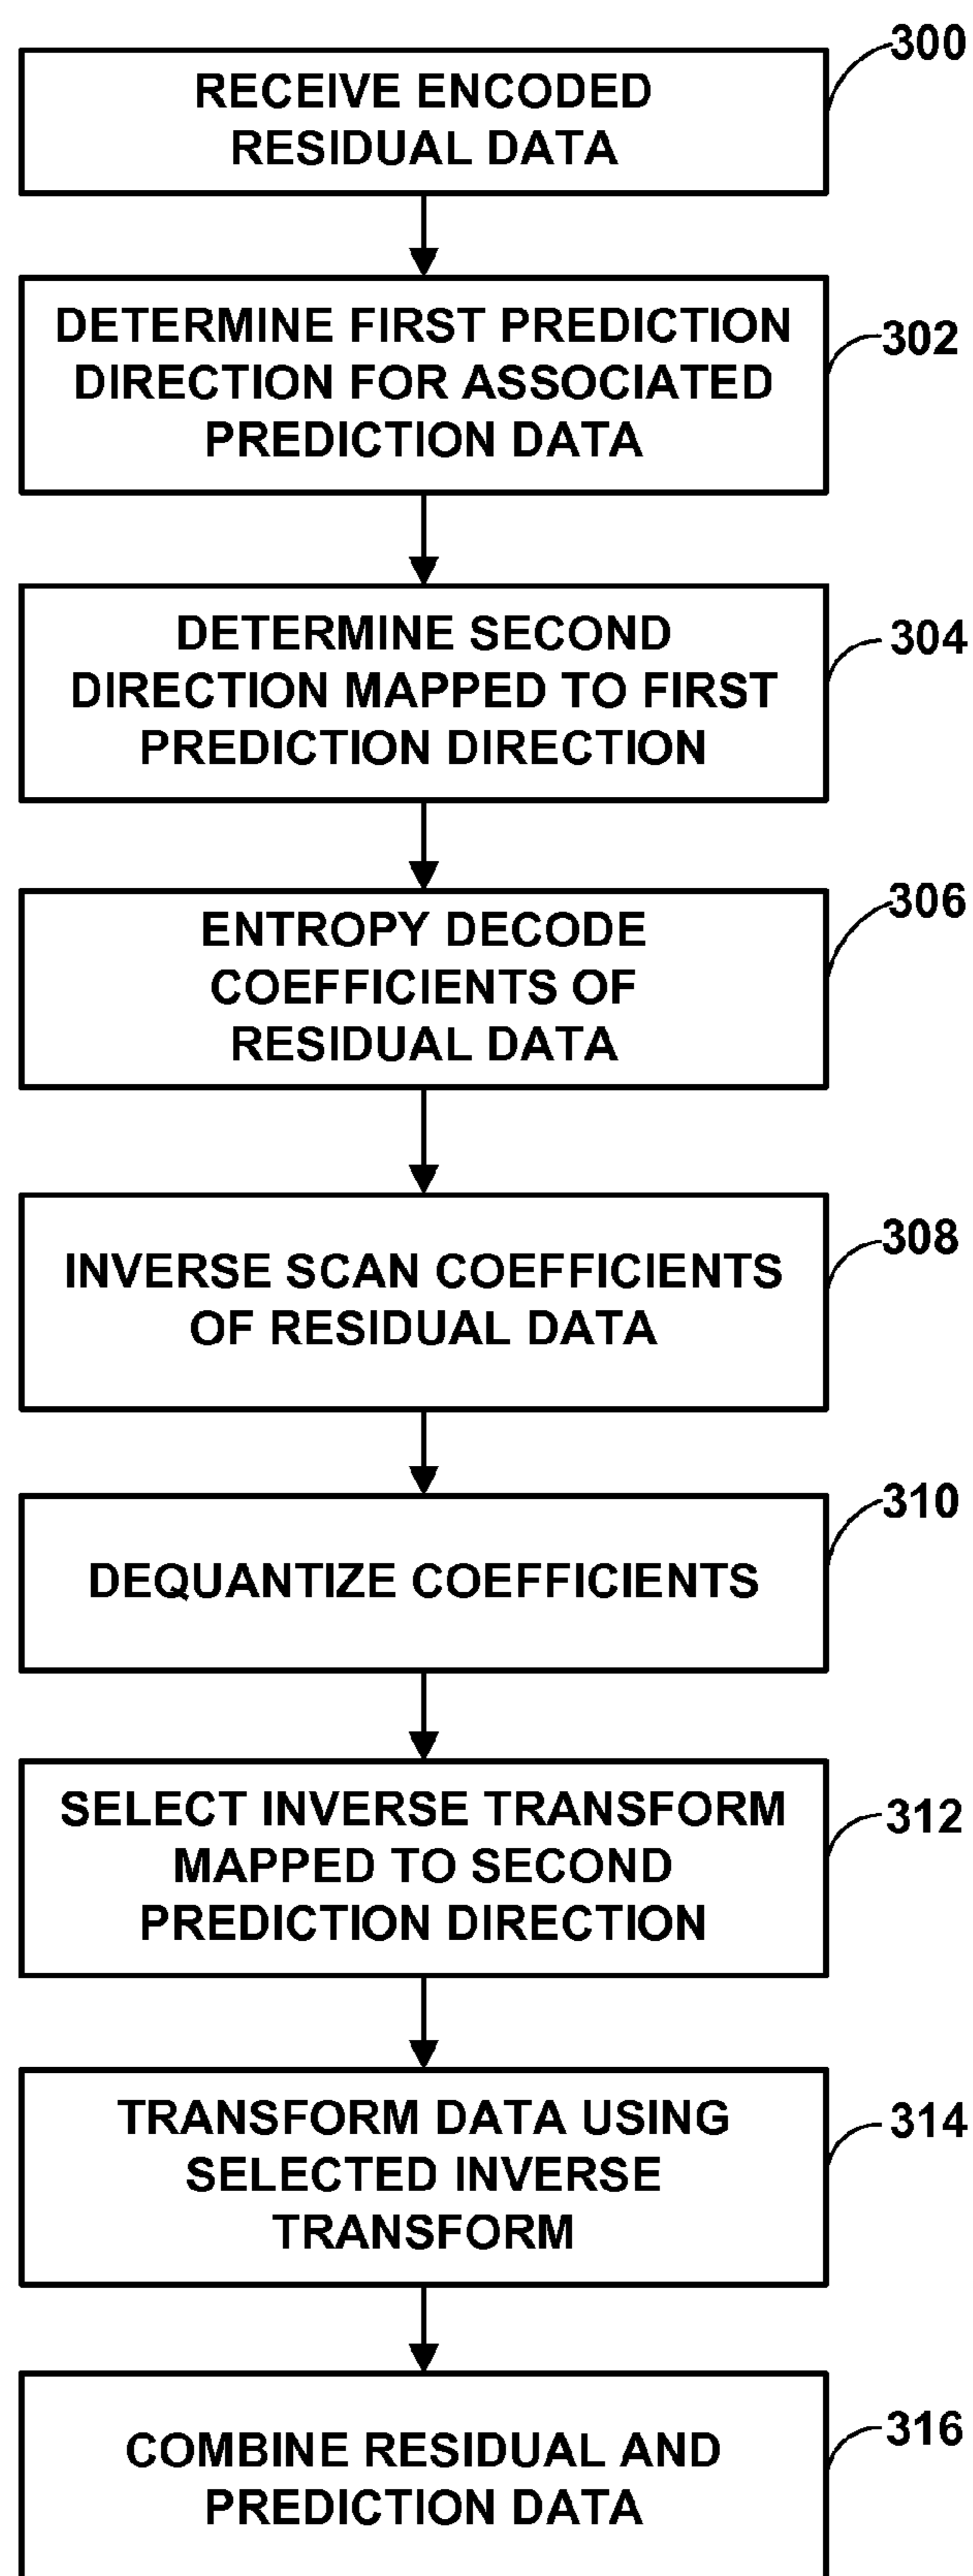 300
RECEIVE ENCODED
RESIDUAL DATA
302
DETERMINE FIRST PREDICTION
DIRECTION FOR ASSOCIATED
PREDICTION DATA
304
DETERMINE SECOND
DIRECTION MAPPED TO FIRST
PREDICTION DIRECTION
306
ENTROPY DECODE
COEFFICIENTS OF
RESIDUAL DATA
308
INVERSE SCAN COEFFICIENTS
OF RESIDUAL DATA
310
DEQUANTIZE COEFFICIENTS
312
SELECT INVERSE TRANSFORM
MAPPED TO SECOND
PREDICTION DIRECTION
314
TRANSFORM DATA USING
SELECTED INVERSE
TRANSFORM
316
COMBINE RESIDUAL AND
PREDICTION DATA